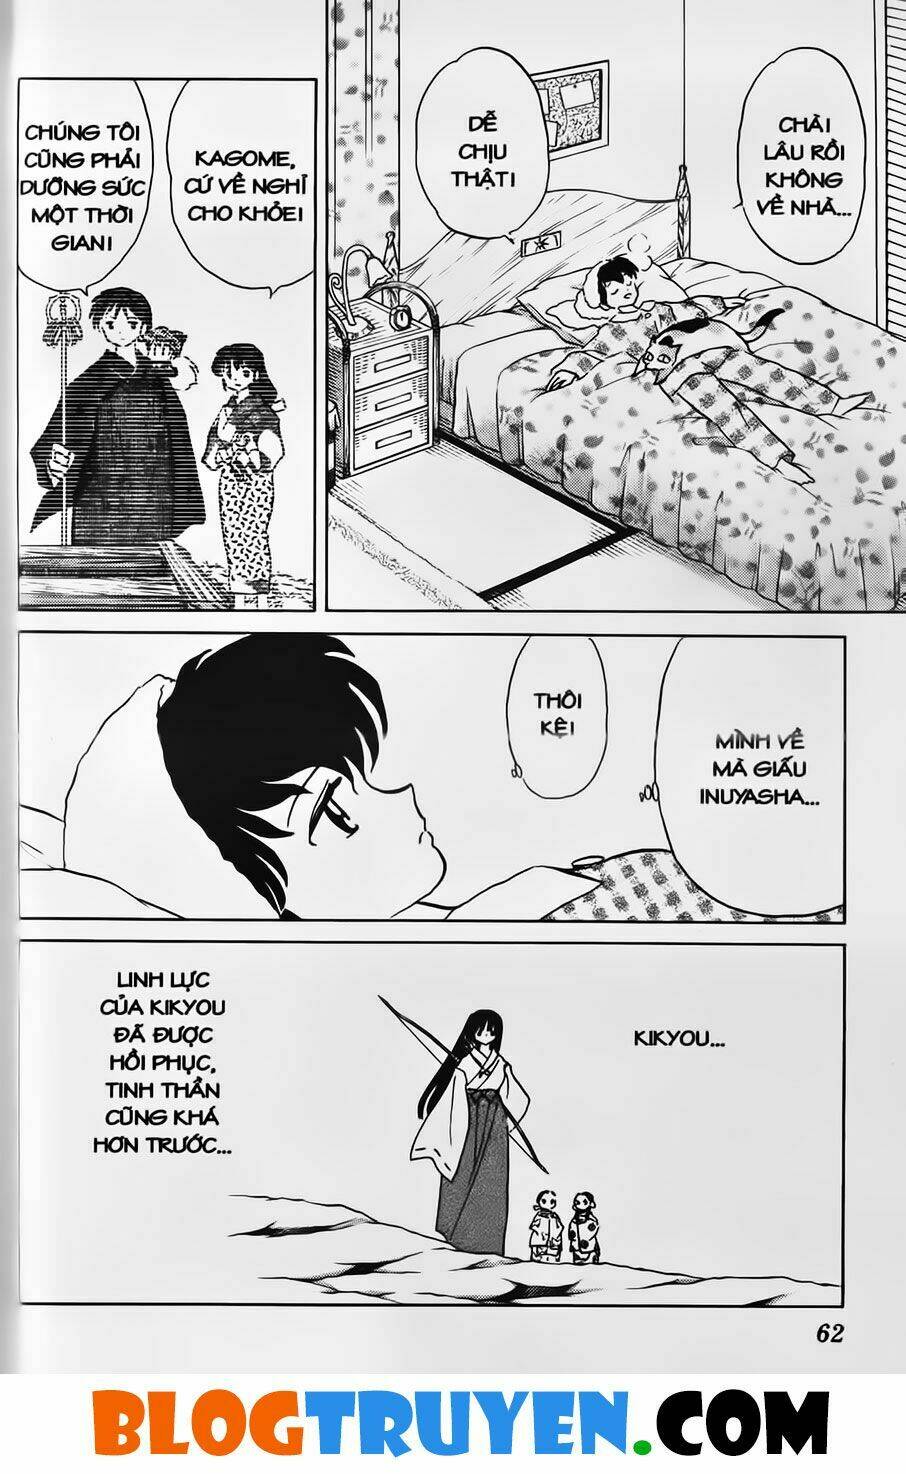 CHÀI
LÂU RỒI
KHÔNG
VỀ NHÀ...
DỄ
CHỊU
THẬT!
KAGOME,
CỨ VỀ NGHỈ
CHO KHỎE!
CHÚNG TÔI
CŨNG PHẢI
DƯỠNG SỨC
MỘT THỜI
GIAN!
MÌNH VỀ
MÀ GIẤU
INUYASHA...
THÔI
KỆ!
KIKYOU...
LINH LỰC
CỦA KIKYOU
ĐÃ ĐƯỢC
HỒI PHỤC,
TINH THẦN
CŨNG KHÁ
HƠN TRƯỚC...
62
BLOGTRUYEN.COM